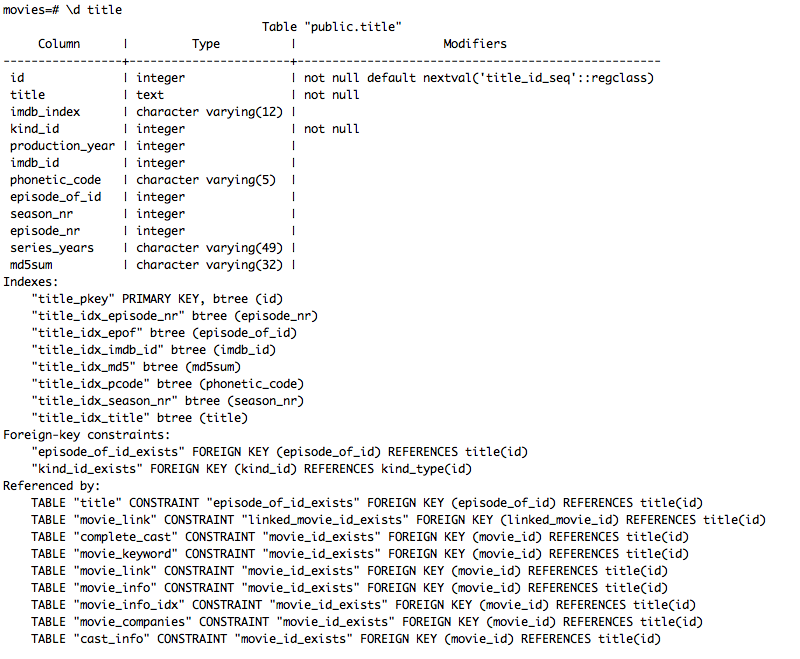 movies=# \d title
Table "public.title"
Column | Type | Modifiers
-----------------+-----------------------+----------------------------------------------------
id | integer | not null default nextval('title_id_seq'::regclass)
title | text | not null
imdb_index | character varying(12) |
kind_id | integer | not null
production_year | integer |
imdb_id | integer |
phonetic_code | character varying(5) |
episode_of_id | integer |
season_nr | integer |
episode_nr | integer |
series_years | character varying(49) |
md5sum | character varying(32) |
Indexes:
"title_pkey" PRIMARY KEY, btree (id)
"title_idx_episode_nr" btree (episode_nr)
"title_idx_epof" btree (episode_of_id)
"title_idx_imdb_id" btree (imdb_id)
"title_idx_md5" btree (md5sum)
"title_idx_pcode" btree (phonetic_code)
"title_idx_season_nr" btree (season_nr)
"title_idx_title" btree (title)
Foreign-key constraints:
"episode_of_id_exists" FOREIGN KEY (episode_of_id) REFERENCES title(id)
"kind_id_exists" FOREIGN KEY (kind_id) REFERENCES kind_type(id)
Referenced by:
TABLE "title" CONSTRAINT "episode_of_id_exists" FOREIGN KEY (episode_of_id) REFERENCES title(id)
TABLE "movie_link" CONSTRAINT "linked_movie_id_exists" FOREIGN KEY (linked_movie_id) REFERENCES title(id)
TABLE "complete_cast" CONSTRAINT "movie_id_exists" FOREIGN KEY (movie_id) REFERENCES title(id)
TABLE "movie_keyword" CONSTRAINT "movie_id_exists" FOREIGN KEY (movie_id) REFERENCES title(id)
TABLE "movie_link" CONSTRAINT "movie_id_exists" FOREIGN KEY (movie_id) REFERENCES title(id)
TABLE "movie_info" CONSTRAINT "movie_id_exists" FOREIGN KEY (movie_id) REFERENCES title(id)
TABLE "movie_info_idx" CONSTRAINT "movie_id_exists" FOREIGN KEY (movie_id) REFERENCES title(id)
TABLE "movie_companies" CONSTRAINT "movie_id_exists" FOREIGN KEY (movie_id) REFERENCES title(id)
TABLE "cast_info" CONSTRAINT "movie_id_exists" FOREIGN KEY (movie_id) REFERENCES title(id)